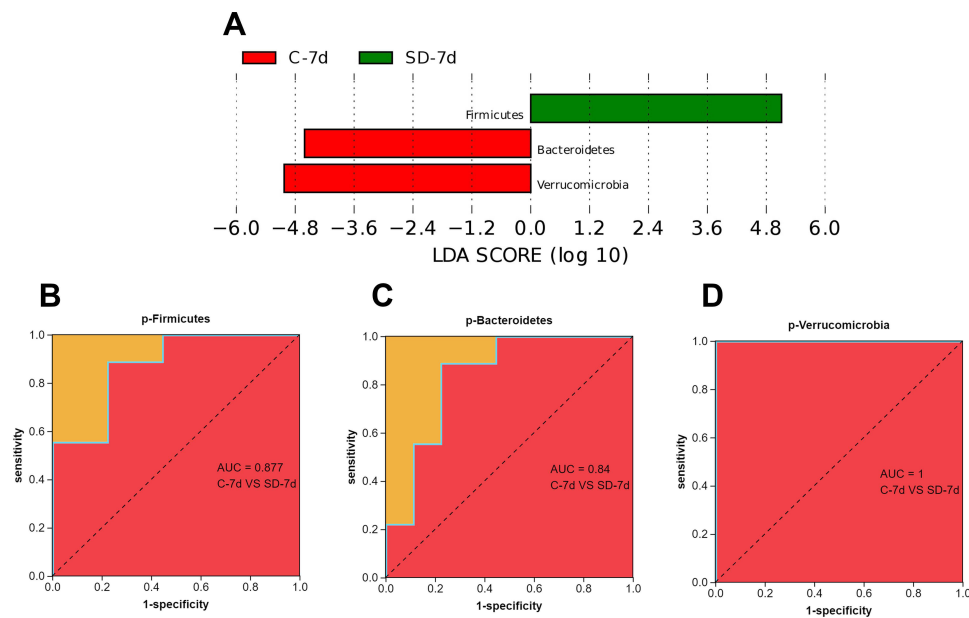 A
C-7d SD-7d
Firmicutes
Bacteroidetes
Verrucomicrobia
−6.0 −4.8 −3.6 −2.4 −1.2 0.0 1.2 2.4 3.6 4.8 6.0
LDA SCORE (log 10)
B
p-Firmicutes
1.0
0.8
0.6
0.4
0.2
0.0
sensitivity
AUC = 0.877
C-7d VS SD-7d
0.0 0.2 0.4 0.6 0.8 1.0
1-specificity
C
p-Bacteroidetes
1.0
0.8
0.6
0.4
0.2
0.0
sensitivity
AUC = 0.84
C-7d VS SD-7d
0.0 0.2 0.4 0.6 0.8 1.0
1-specificity
D
p-Verrucomicrobia
1.0
0.8
0.6
0.4
0.2
0.0
sensitivity
AUC = 1
C-7d VS SD-7d
0.0 0.2 0.4 0.6 0.8 1.0
1-specificity